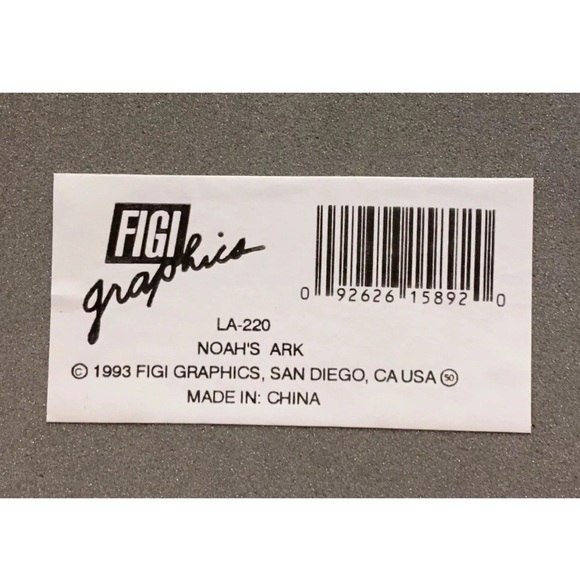 FIGI
graphics
0 92626 15892 0
LA-220
NOAH'S ARK
© 1993 FIGI GRAPHICS, SAN DIEGO, CA USA 50
MADE IN: CHINA